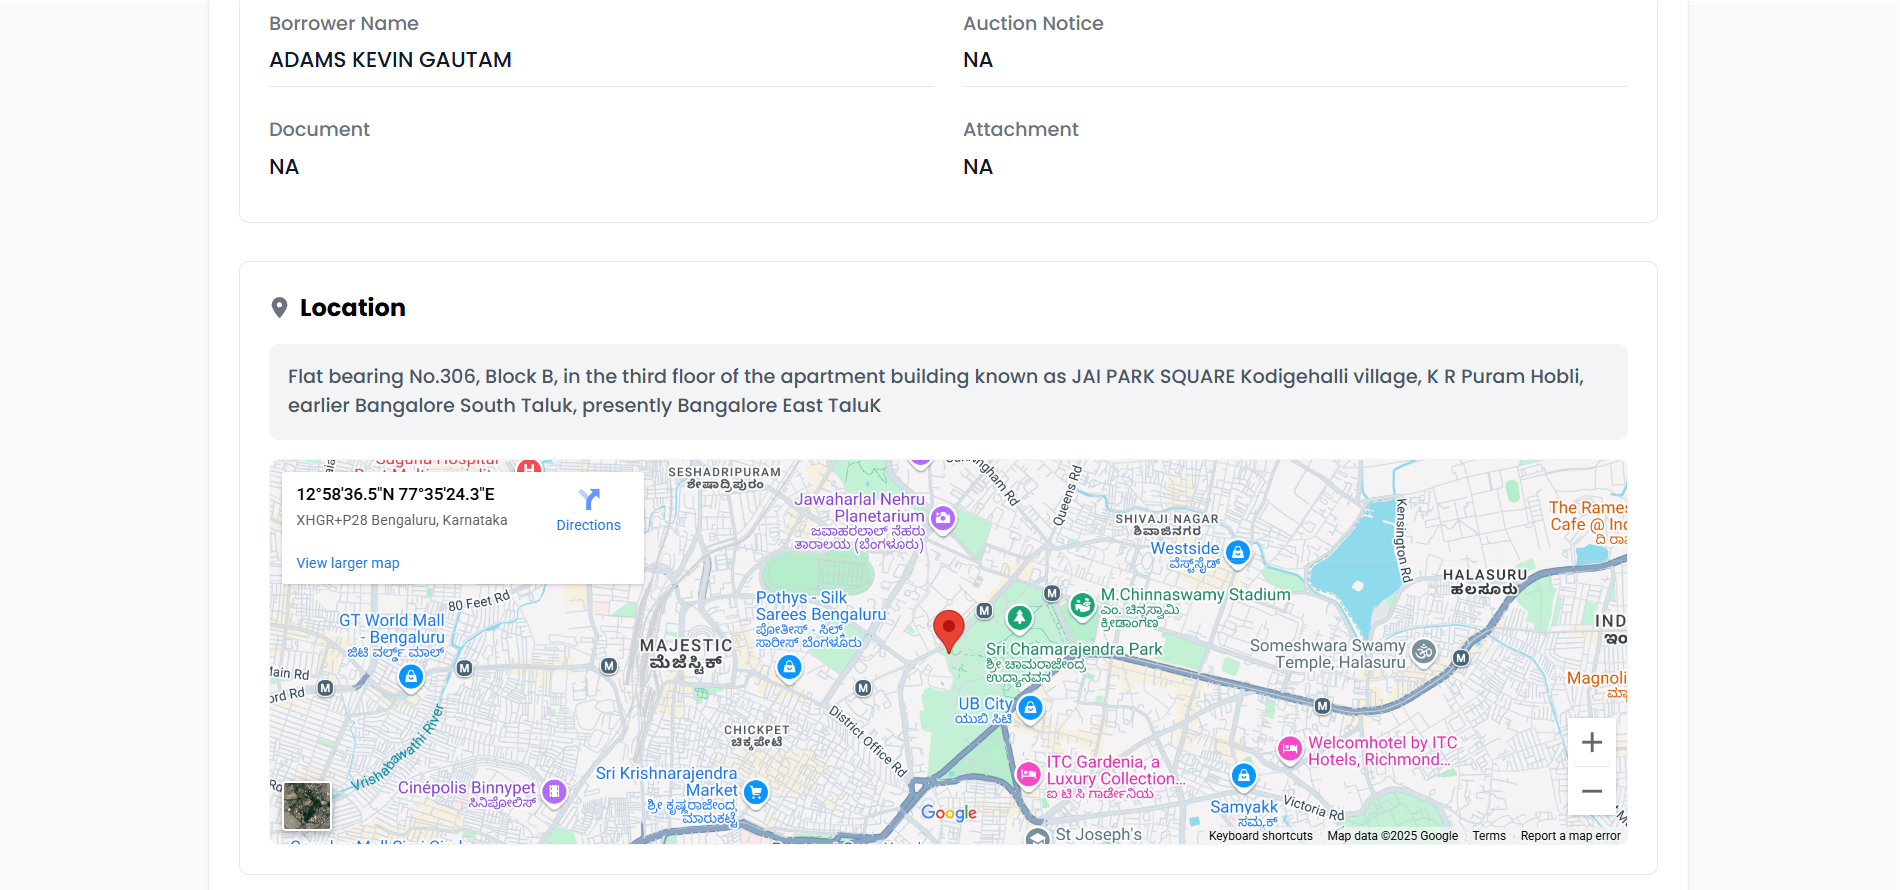 Borrower Name
ADAMS KEVIN GAUTAM
Auction Notice
NA
Document
NA
Attachment
NA
Location
Flat bearing No.306, Block B, in the third floor of the apartment building known as JAI PARK SQUARE Kodigehalli village, K R Puram Hobli,
earlier Bangalore South Taluk, presently Bangalore East TaluK
12°58'36.5"N 77°35'24.3"E
XHGR+P28 Bengaluru, Karnataka
Directions
View larger map
SESHADRIPURAM
ಶೇಷಾದ್ರಿಪುರಂ
Jawaharlal Nehru
Planetarium
ಜವಾಹರಲಾಲ್ ನೆಹರು
ತಾರಾಲಯ (ಬೆಂಗಳೂರು)
Queens Rd
SHIVAJI NAGAR
ಶಿವಾಜಿನಗರ
Westside
ವೆಸ್ಟ್‌ಸೈಡ್
Kensington Rd
The Rames
Cafe @ Ind
HALASURU
ಹಲಸೂರು
80 Feet Rd
GT World Mall
- Bengaluru
ಜಿಟಿ ವರ್ಲ್ಡ್ ಮಾಲ್
Pothys - Silk
Sarees Bengaluru
ಪೋತೀಸ್ - ಸಿಲ್ಕ್
ಸಾರೀಸ್ ಬೆಂಗಳೂರು
MAJESTIC
ಮೆಜೆಸ್ಟಿಕ್
M.Chinnaswamy Stadium
ಎಂ. ಚಿನ್ನಸ್ವಾಮಿ
ಕ್ರೀಡಾಂಗಣ
Sri Chamarajendra Park
ಶ್ರೀ ಚಾಮರಾಜೇಂದ್ರ
ಉದ್ಯಾನವನ
Someshwara Swamy
Temple, Halasuru
IND
ಇಂ
Magnoli
ಮಾ
UB City
ಯುಬಿ ಸಿಟಿ
District Office Rd
CHICKPET
ಚಿಕ್ಕಪೇಟೆ
Vrishabawathi River
Cinépolis Binnypet
ಸಿನಿಪೋಲಿಸ್
Sri Krishnarajendra
Market
ಶ್ರೀ ಕೃಷ್ಣರಾಜೇಂದ್ರ
ಮಾರುಕಟ್ಟೆ
ITC Gardenia, a
Luxury Collection...
ಐ ಟಿ ಸಿ ಗಾರ್ಡೇನಿಯ
Welcomhotel by ITC
Hotels, Richmond...
Samyakk
ಸಮ್ಯಕ್
Victoria Rd
St Joseph's
Google
Keyboard shortcuts
Map data ©2025 Google
Terms
Report a map error